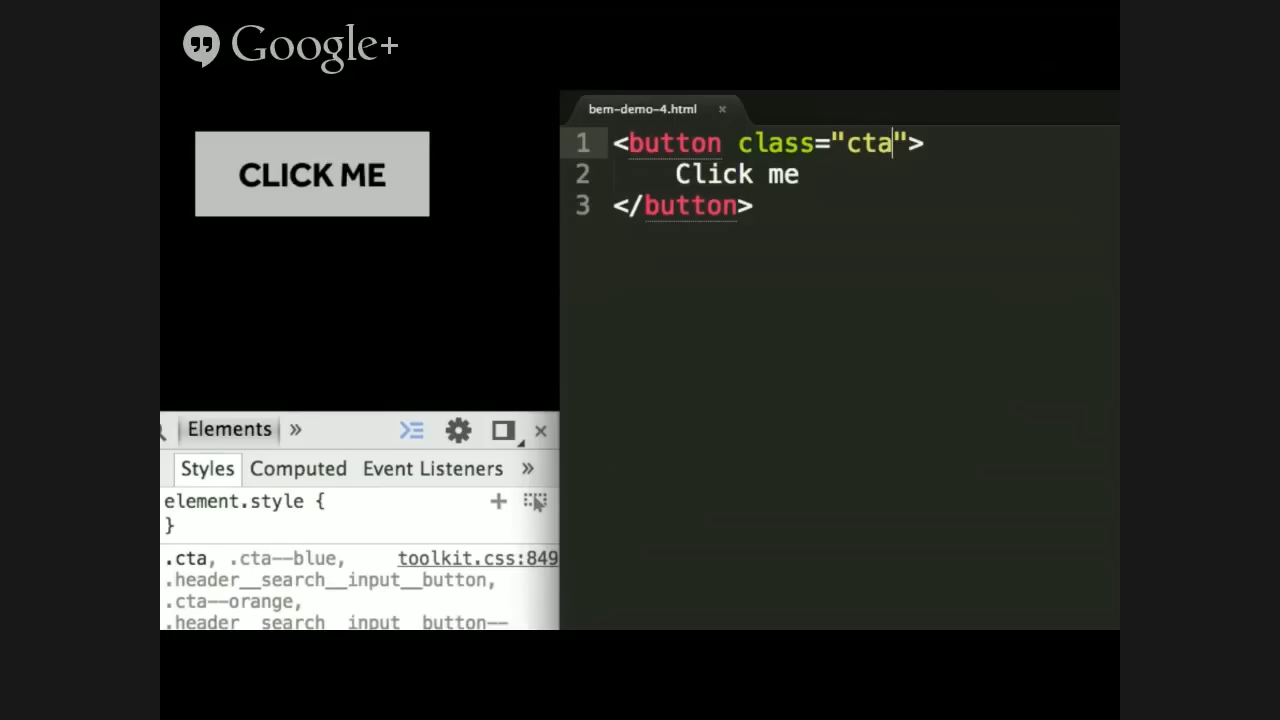 Google+
CLICK ME
bem-demo-4.html ×
1 <button class="cta">
2 Click me
3 </button>
Elements » ×
Styles Computed Event Listeners »
element.style { +
}
.cta, .cta--blue, toolkit.css:849
.header__search__input__button,
.cta--orange,
.header__search__input__button--